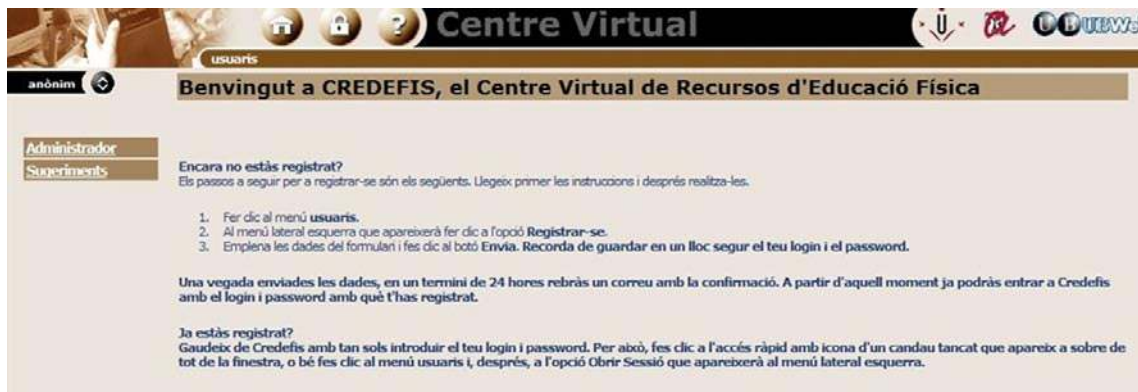 Centre Virtual
usuaris
anònim
Benvingut a CREDEFIS, el Centre Virtual de Recursos d'Educació Física
Administrador
Sugeriments
Encara no estàs registrat?
Els passos a seguir per a registrar-se són els següents. Llegeix primer les instruccions i després realitza-les.
1. Fer clic al menú usuaris.
2. Al menú lateral esquerra que apareixerà fer clic a l'opció Registrar-se.
3. Emplena les dades del formulari i fes clic al botó Envia. Recorda de guardar en un lloc segur el teu login i el password.
Una vegada enviades les dades, en un termini de 24 hores rebràs un correu amb la confirmació. A partir d'aquell moment ja podràs entrar a Credefis
amb el login i password amb què t'has registrat.
Ja estàs registrat?
Gaudeix de Credefis amb tan sols introduir el teu login i password. Per això, fes clic a l'accés ràpid amb icona d'un candau tancat que apareix a sobre de
tot de la finestra, o bé fes clic al menú usuaris i, després, a l'opció Obrir Sessió que apareixerà al menú lateral esquerra.